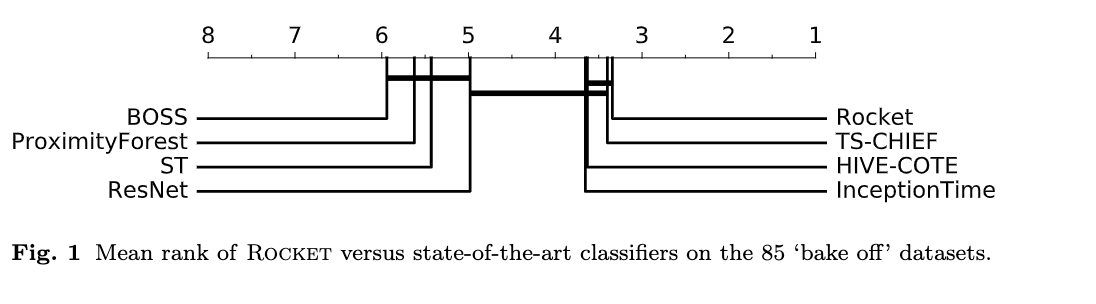 8 7 6 5 4 3 2 1
BOSS Rocket
ProximityForest TS-CHIEF
ST HIVE-COTE
ResNet InceptionTime
Fig. 1 Mean rank of ROCKET versus state-of-the-art classifiers on the 85 ‘bake off’ datasets.